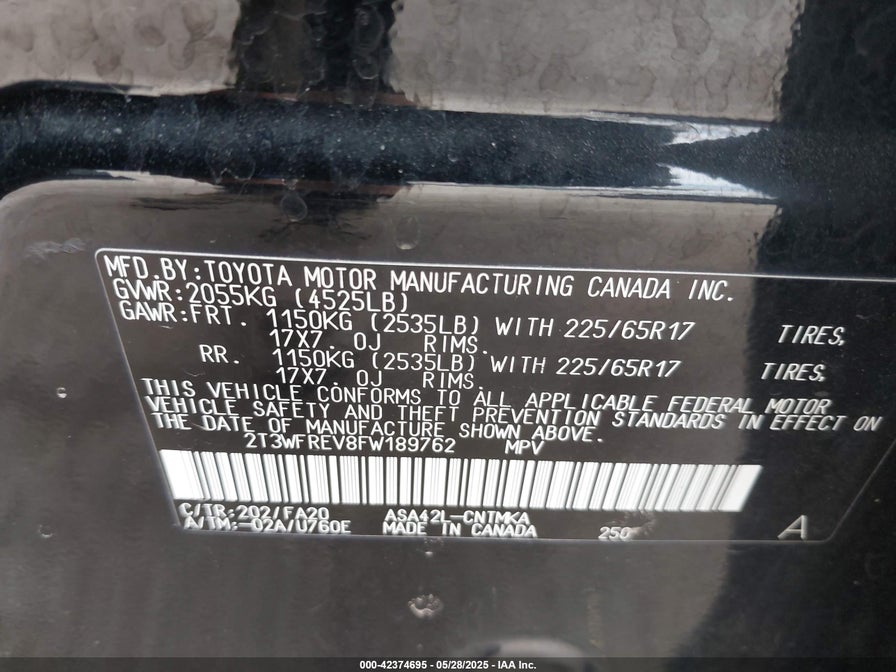 MFD.BY:TOYOTA MOTOR MANUFACTURING CANADA INC.
GVWR:2055KG (4525LB)
GAWR:FRT. 1150KG (2535LB) WITH 225/65R17 TIRES,
17X7. OJ RIMS.
RR. 1150KG (2535LB) WITH 225/65R17 TIRES,
17X7. OJ RIMS.
THIS VEHICLE CONFORMS TO ALL APPLICABLE FEDERAL MOTOR
VEHICLE SAFETY AND THEFT PREVENTION STANDARDS IN EFFECT ON
THE DATE OF MANUFACTURE SHOWN ABOVE.
2T3WFREV8FW189762 MPV
C/TR:202/FA20 ASA42L-CNTMKA
A/TM:-02A/U760E MADE IN CANADA 250 A
000-42374695 - 05/28/2025 - IAA Inc.